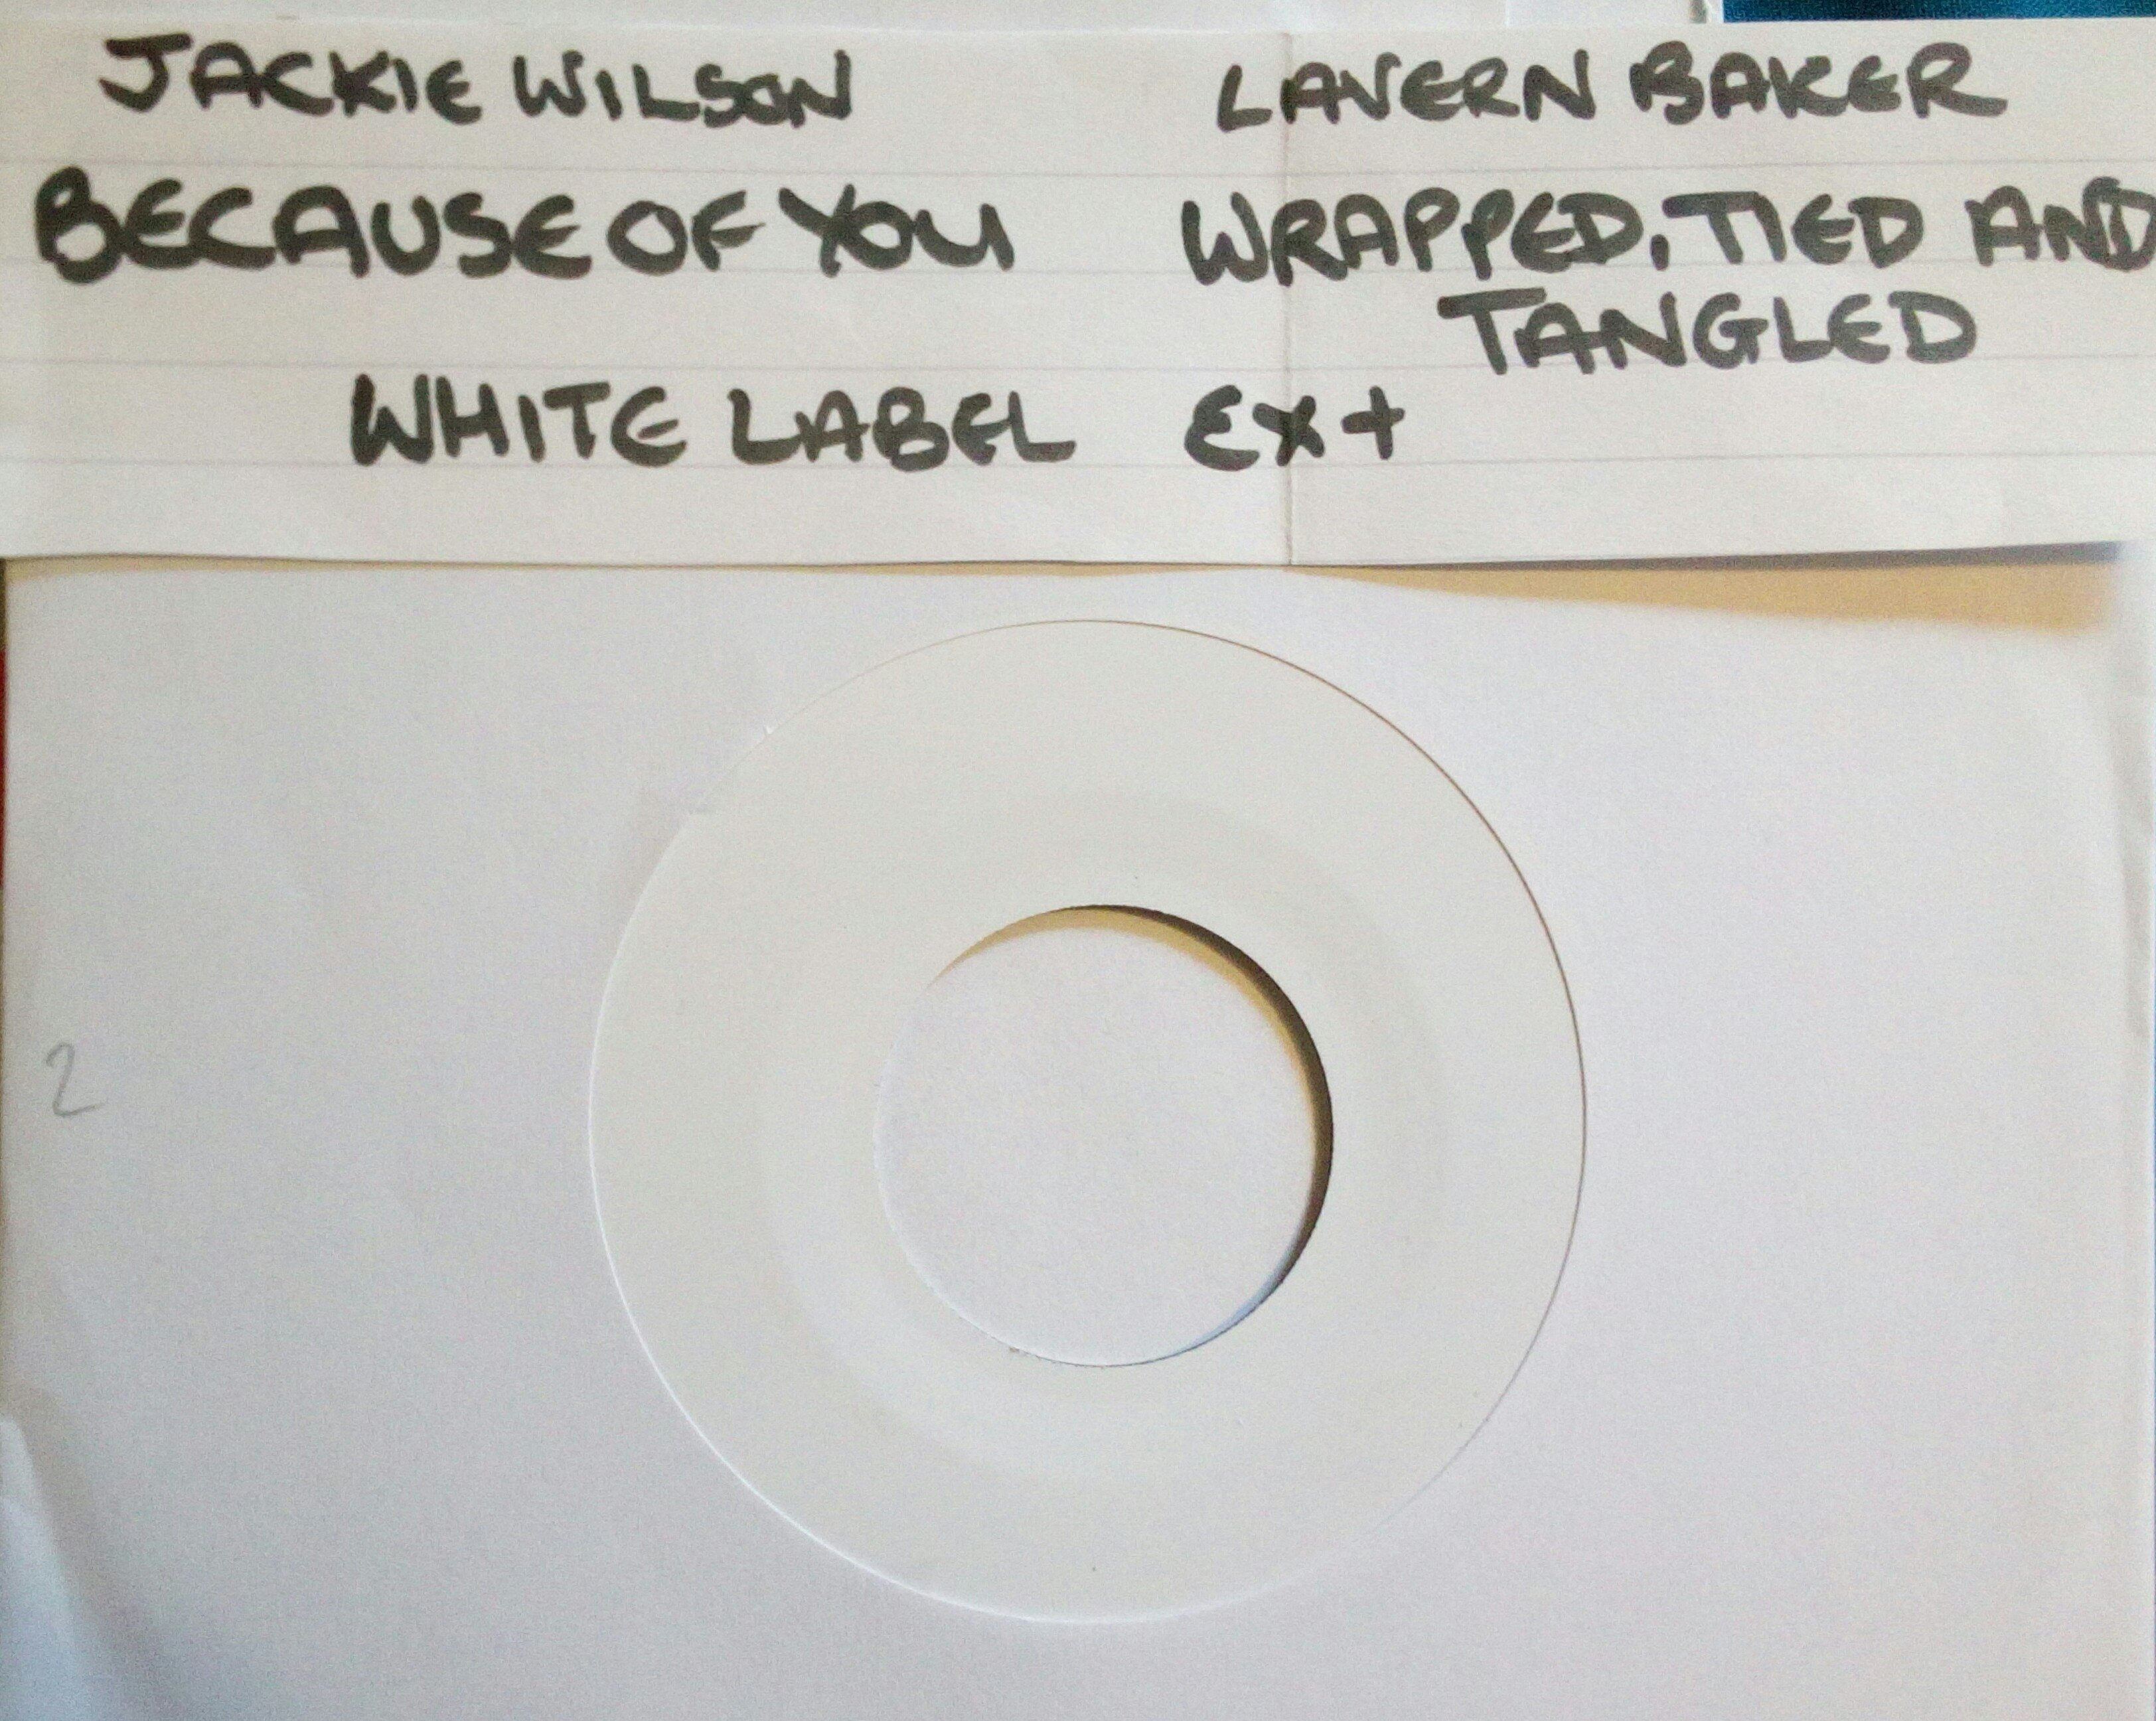 JACKIE WILSON LAVERN BAKER
BECAUSE OF YOU WRAPPED, TIED AND
TANGLED
WHITE LABEL EX+
2